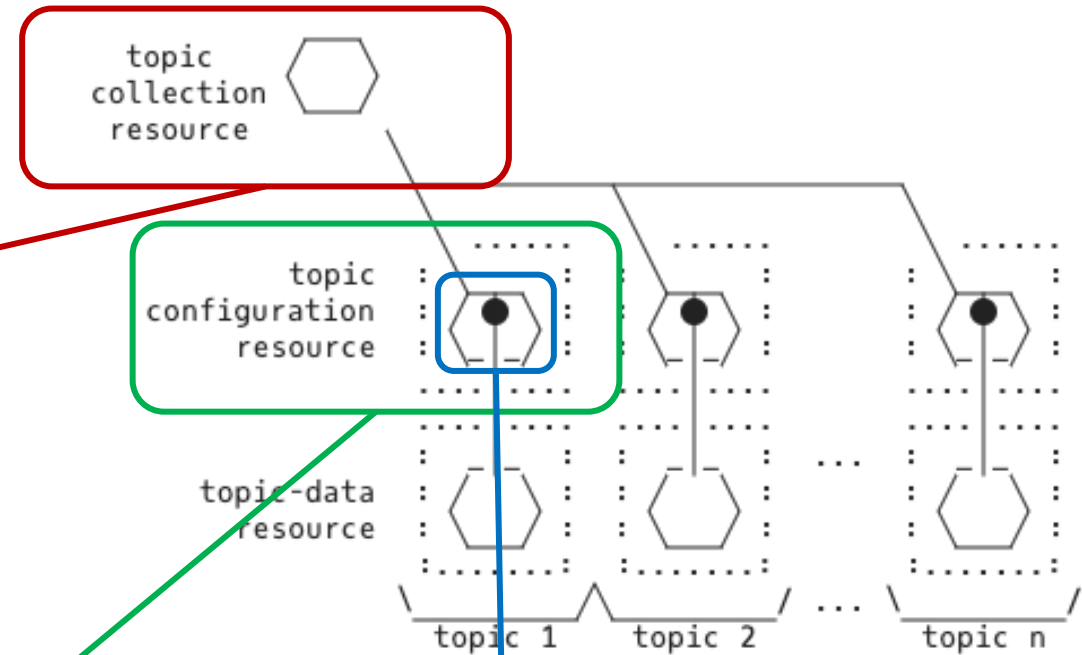 topic
collection
resource
topic
configuration
resource
topic-data
resource
...
...
topic 1
topic 2
topic n